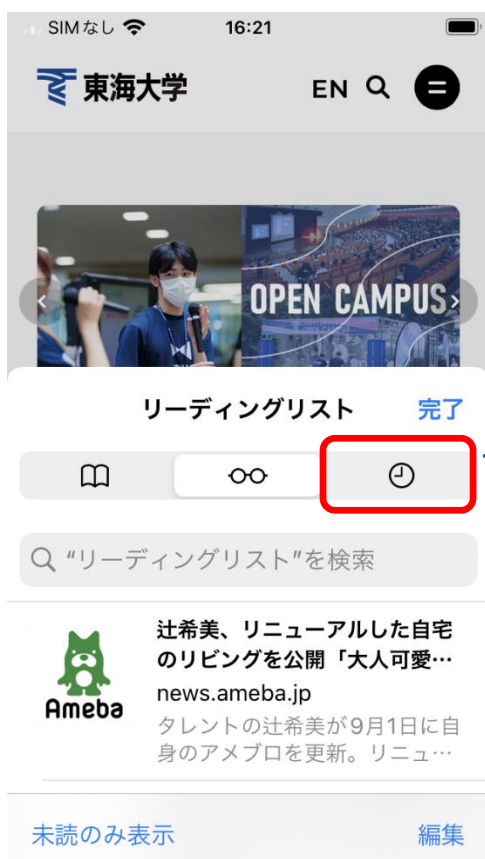 SIMなし 16:21
東海大学 EN
OPEN CAMPUS
リーディングリスト 完了
"リーディングリスト"を検索
辻希美、リニューアルした自宅
のリビングを公開「大人可愛…
news.ameba.jp
タレントの辻希美が9月1日に自
身のアメブロを更新。リニュ…
Ameba
未読のみ表示 編集